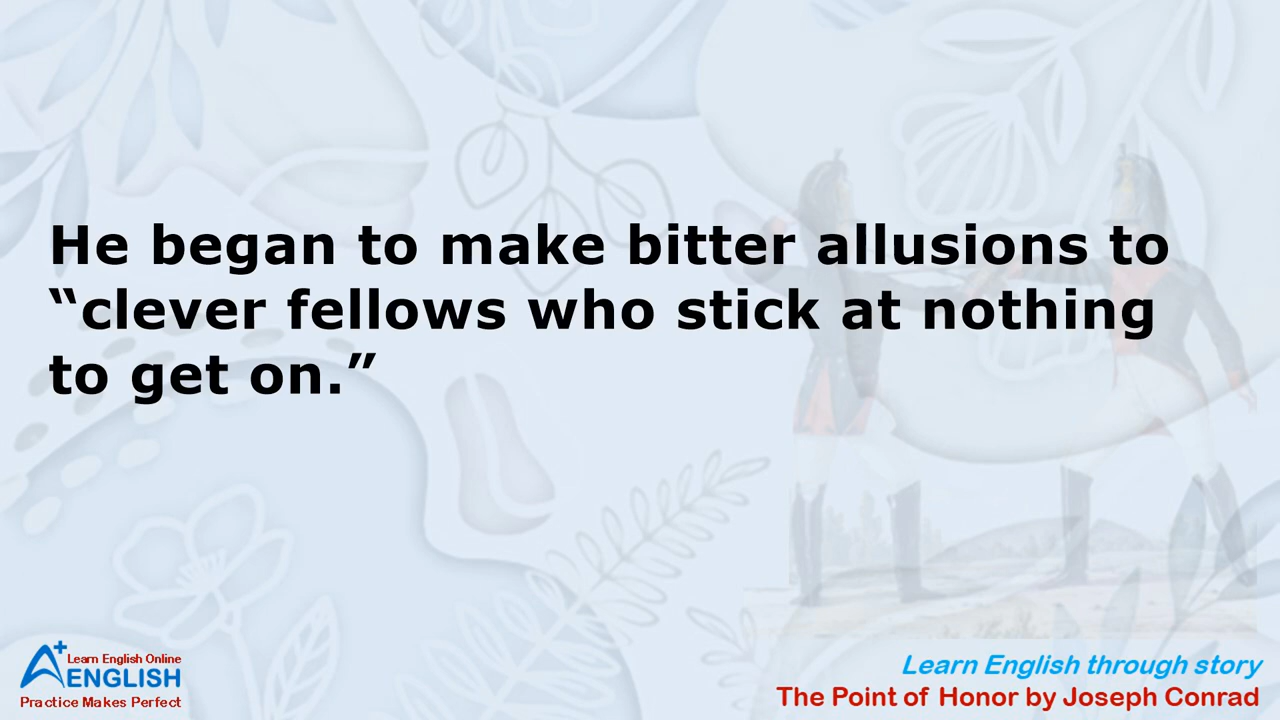 He began to make bitter allusions to
“clever fellows who stick at nothing
to get on.”
A+ Learn English Online
ENGLISH
Practice Makes Perfect
Learn English through story
The Point of Honor by Joseph Conrad